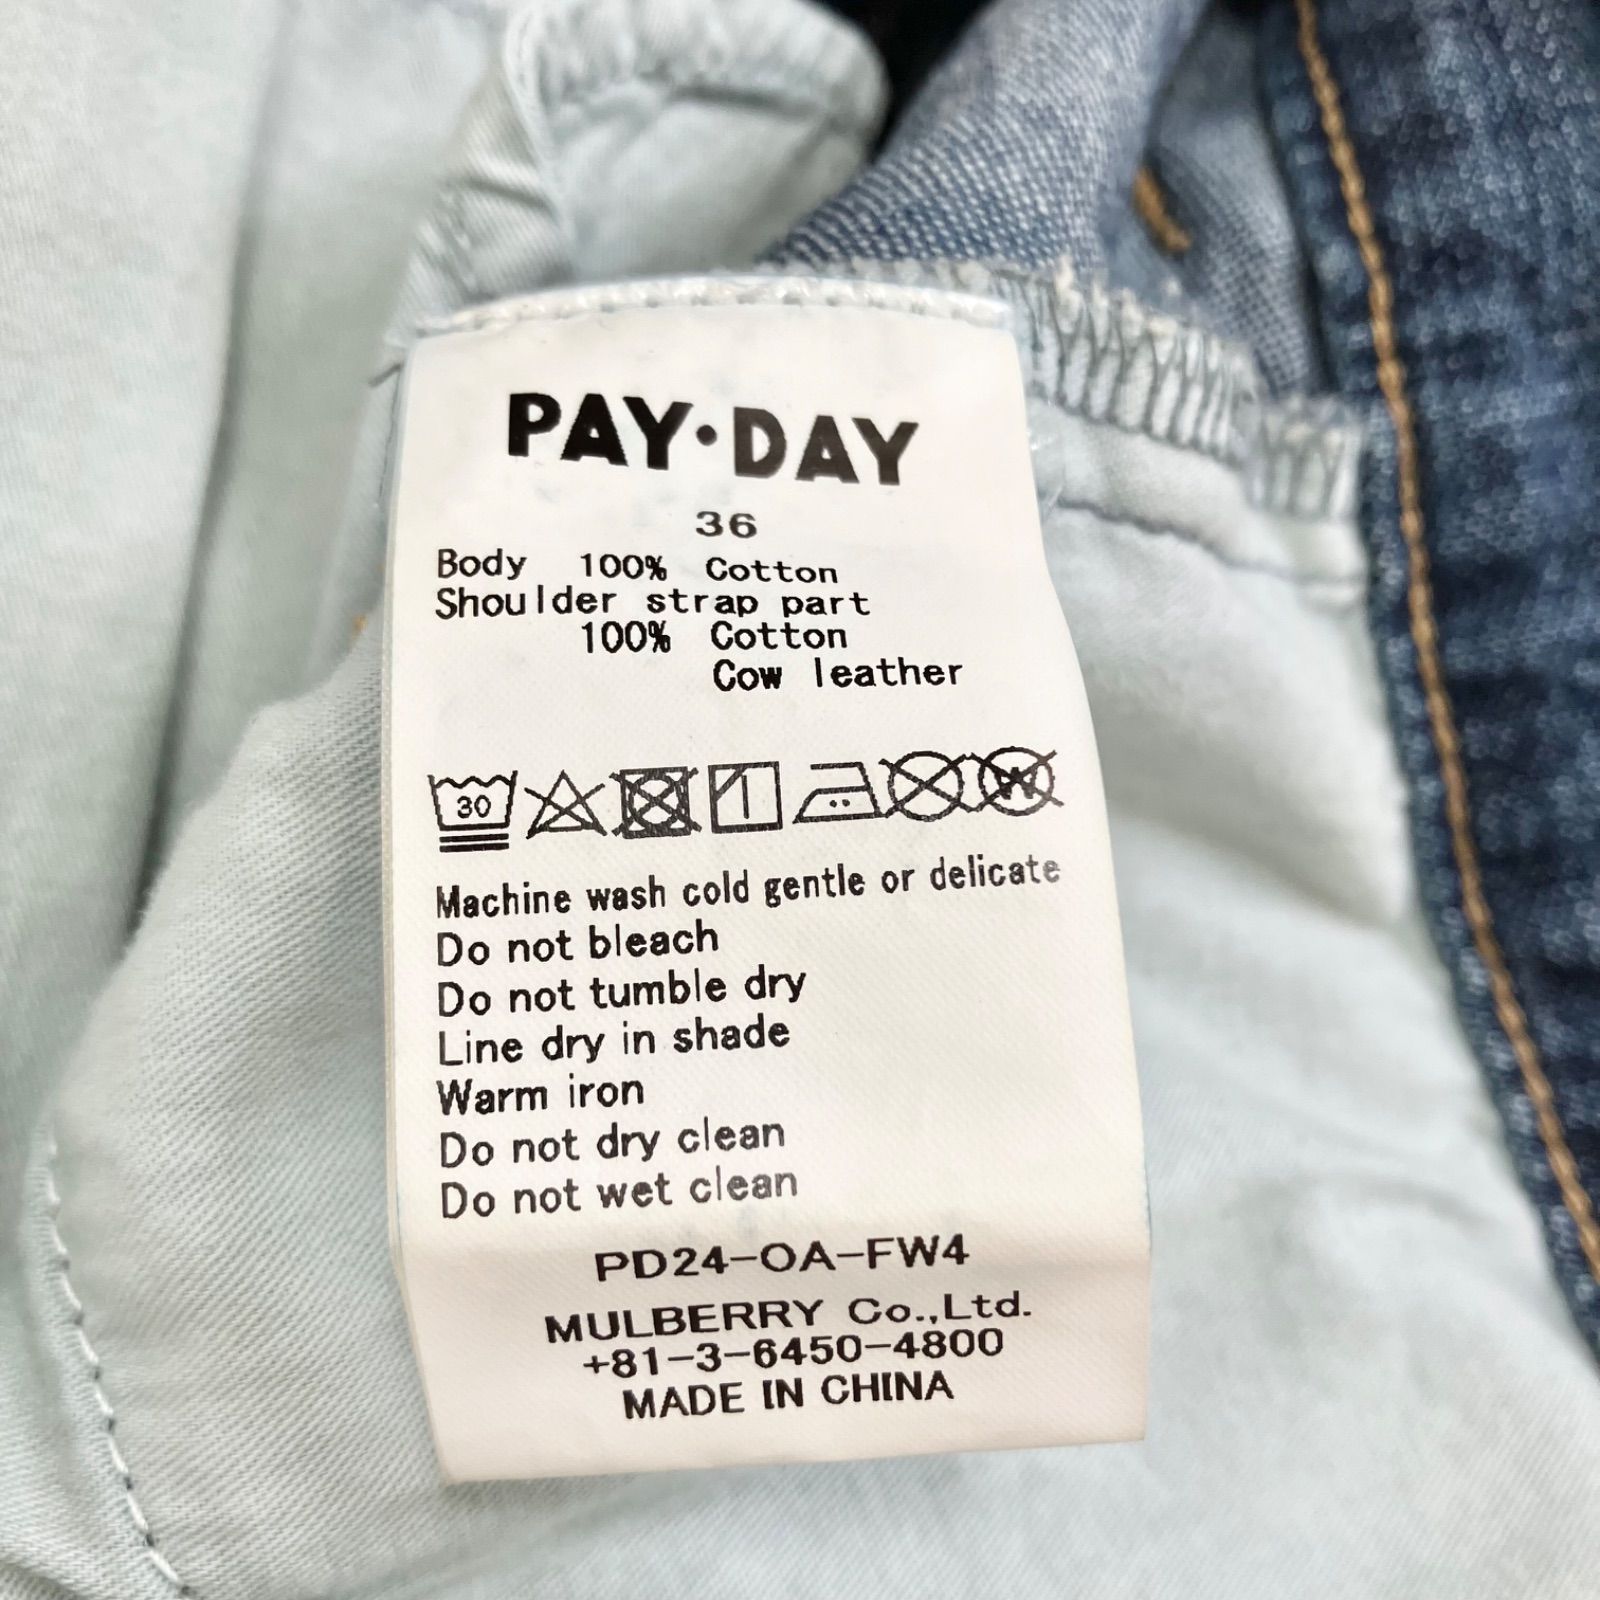 PAY·DAY
36
Body 100% Cotton
Shoulder strap part
100% Cotton
Cow leather
30
W
Machine wash cold gentle or delicate
Do not bleach
Do not tumble dry
Line dry in shade
Warm iron
Do not dry clean
Do not wet clean
PD24-OA-FW4
MULBERRY Co.,Ltd.
+81-3-6450-4800
MADE IN CHINA